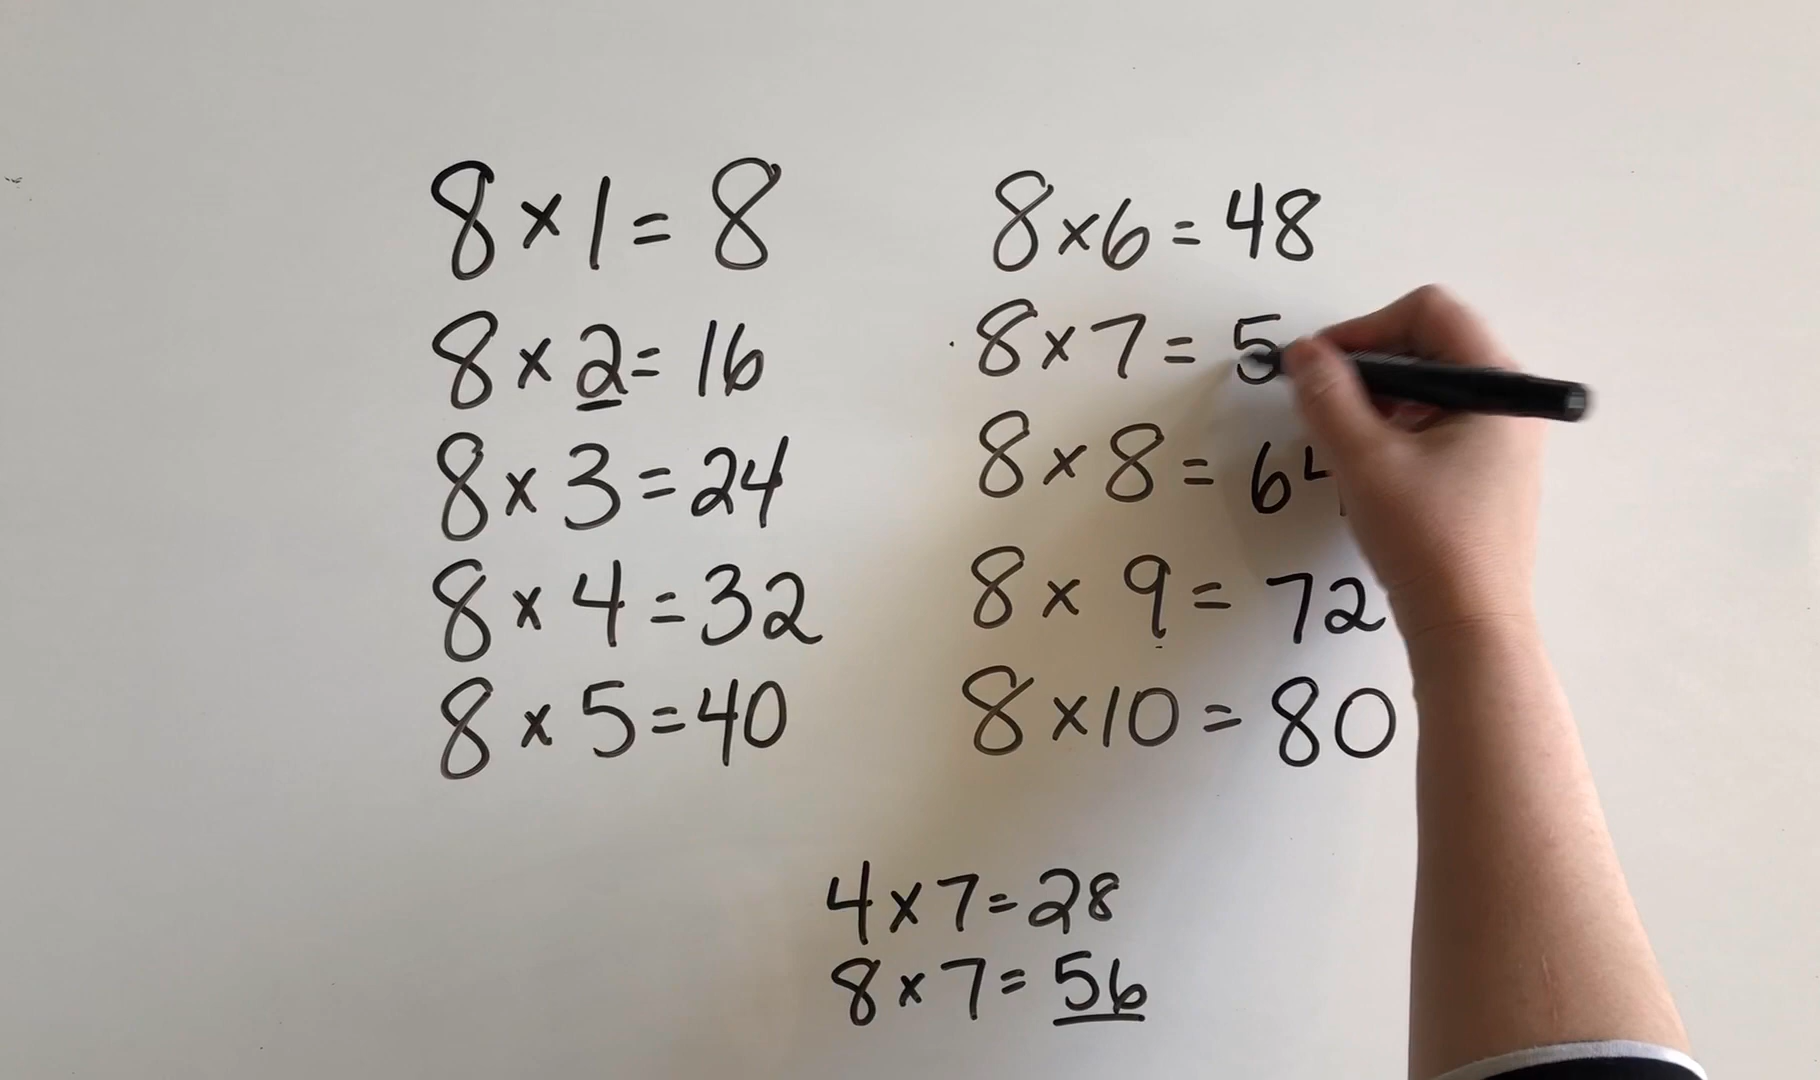 8 × 1 = 8
8 × 2 = 16
8 × 3 = 24
8 × 4 = 32
8 × 5 = 40
8 × 6 = 48
8 × 7 = 5
8 × 8 = 64
8 × 9 = 72
8 × 10 = 80
4 × 7 = 28
8 × 7 = 56